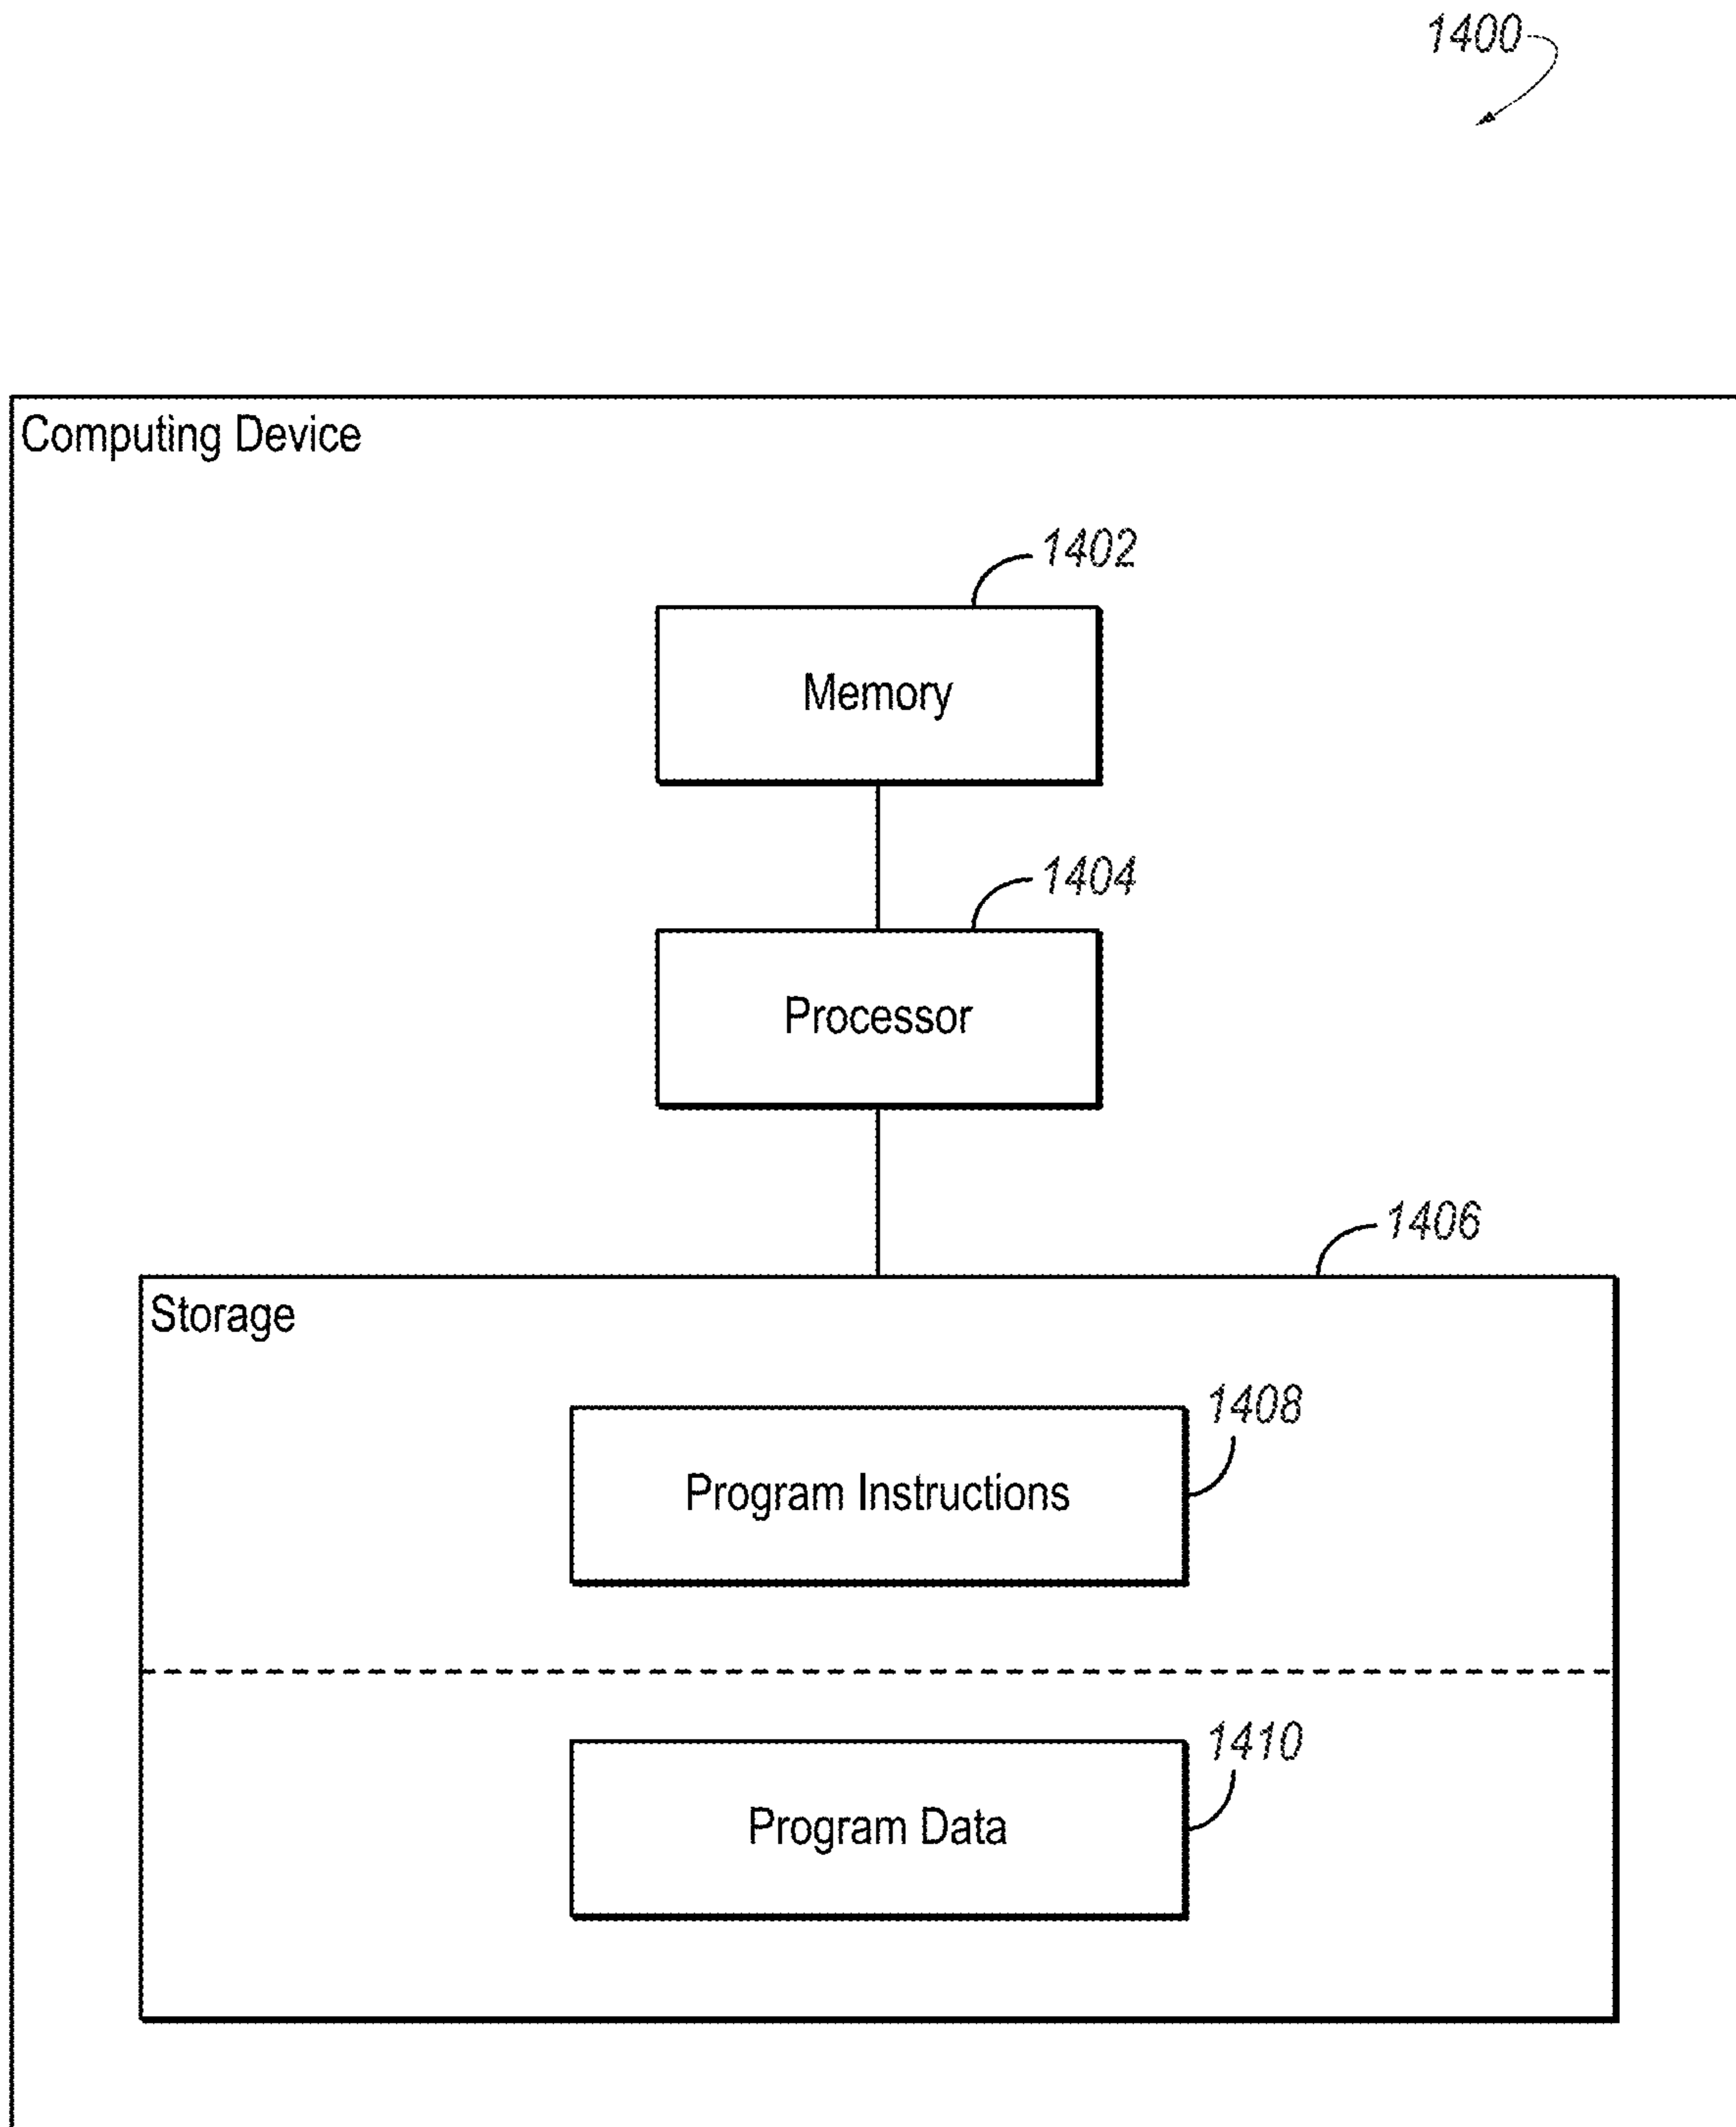 1400
Computing Device
1402
Memory
1404
Processor
1406
Storage
1408
Program Instructions
1410
Program Data